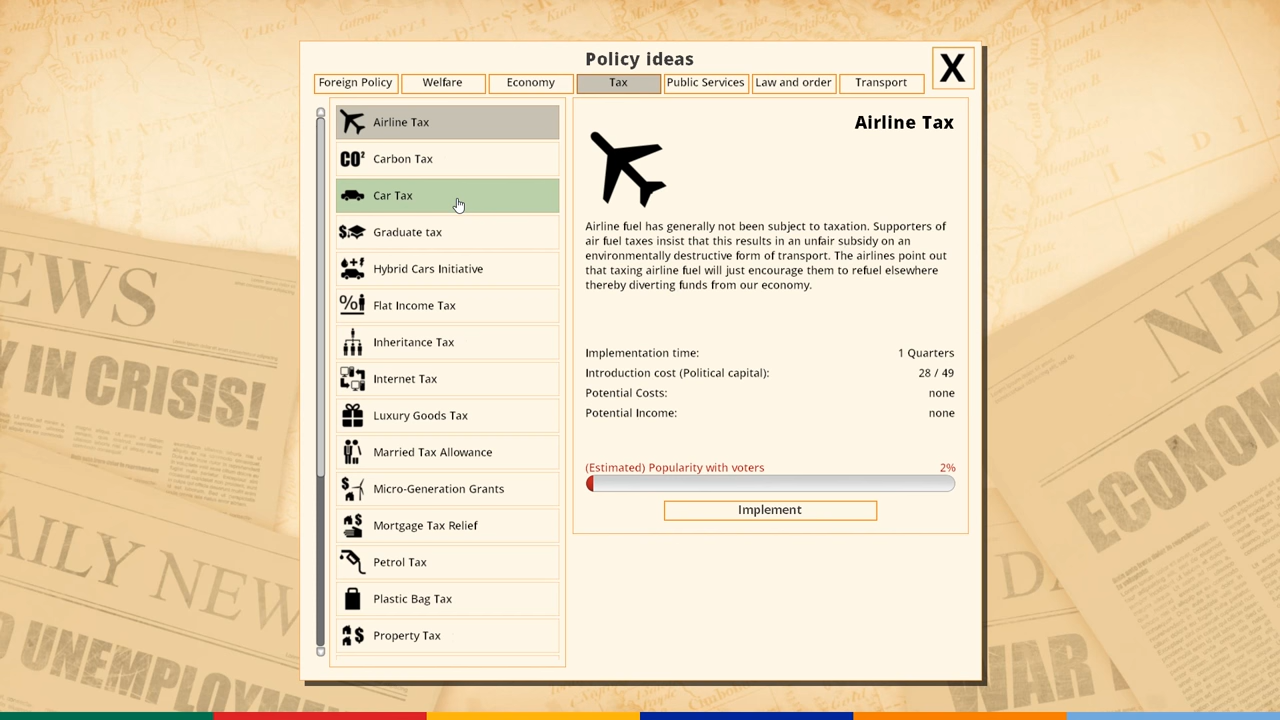 Policy ideas
X
Foreign Policy
Welfare
Economy
Tax
Public Services
Law and order
Transport
Airline Tax
CO² Carbon Tax
Car Tax
Graduate tax
Hybrid Cars Initiative
Flat Income Tax
Inheritance Tax
Internet Tax
Luxury Goods Tax
Married Tax Allowance
Micro-Generation Grants
Mortgage Tax Relief
Petrol Tax
Plastic Bag Tax
Property Tax
Airline Tax
Airline fuel has generally not been subject to taxation. Supporters of
air fuel taxes insist that this results in an unfair subsidy on an
environmentally destructive form of transport. The airlines point out
that taxing airline fuel will just encourage them to refuel elsewhere
thereby diverting funds from our economy.
Implementation time: 1 Quarters
Introduction cost (Political capital): 28 / 49
Potential Costs: none
Potential Income: none
(Estimated) Popularity with voters 2%
Implement
EWS
Y IN CRISIS!
AILY NEW
UNEMPLOYM
NE
ECONOM
DA
WAR